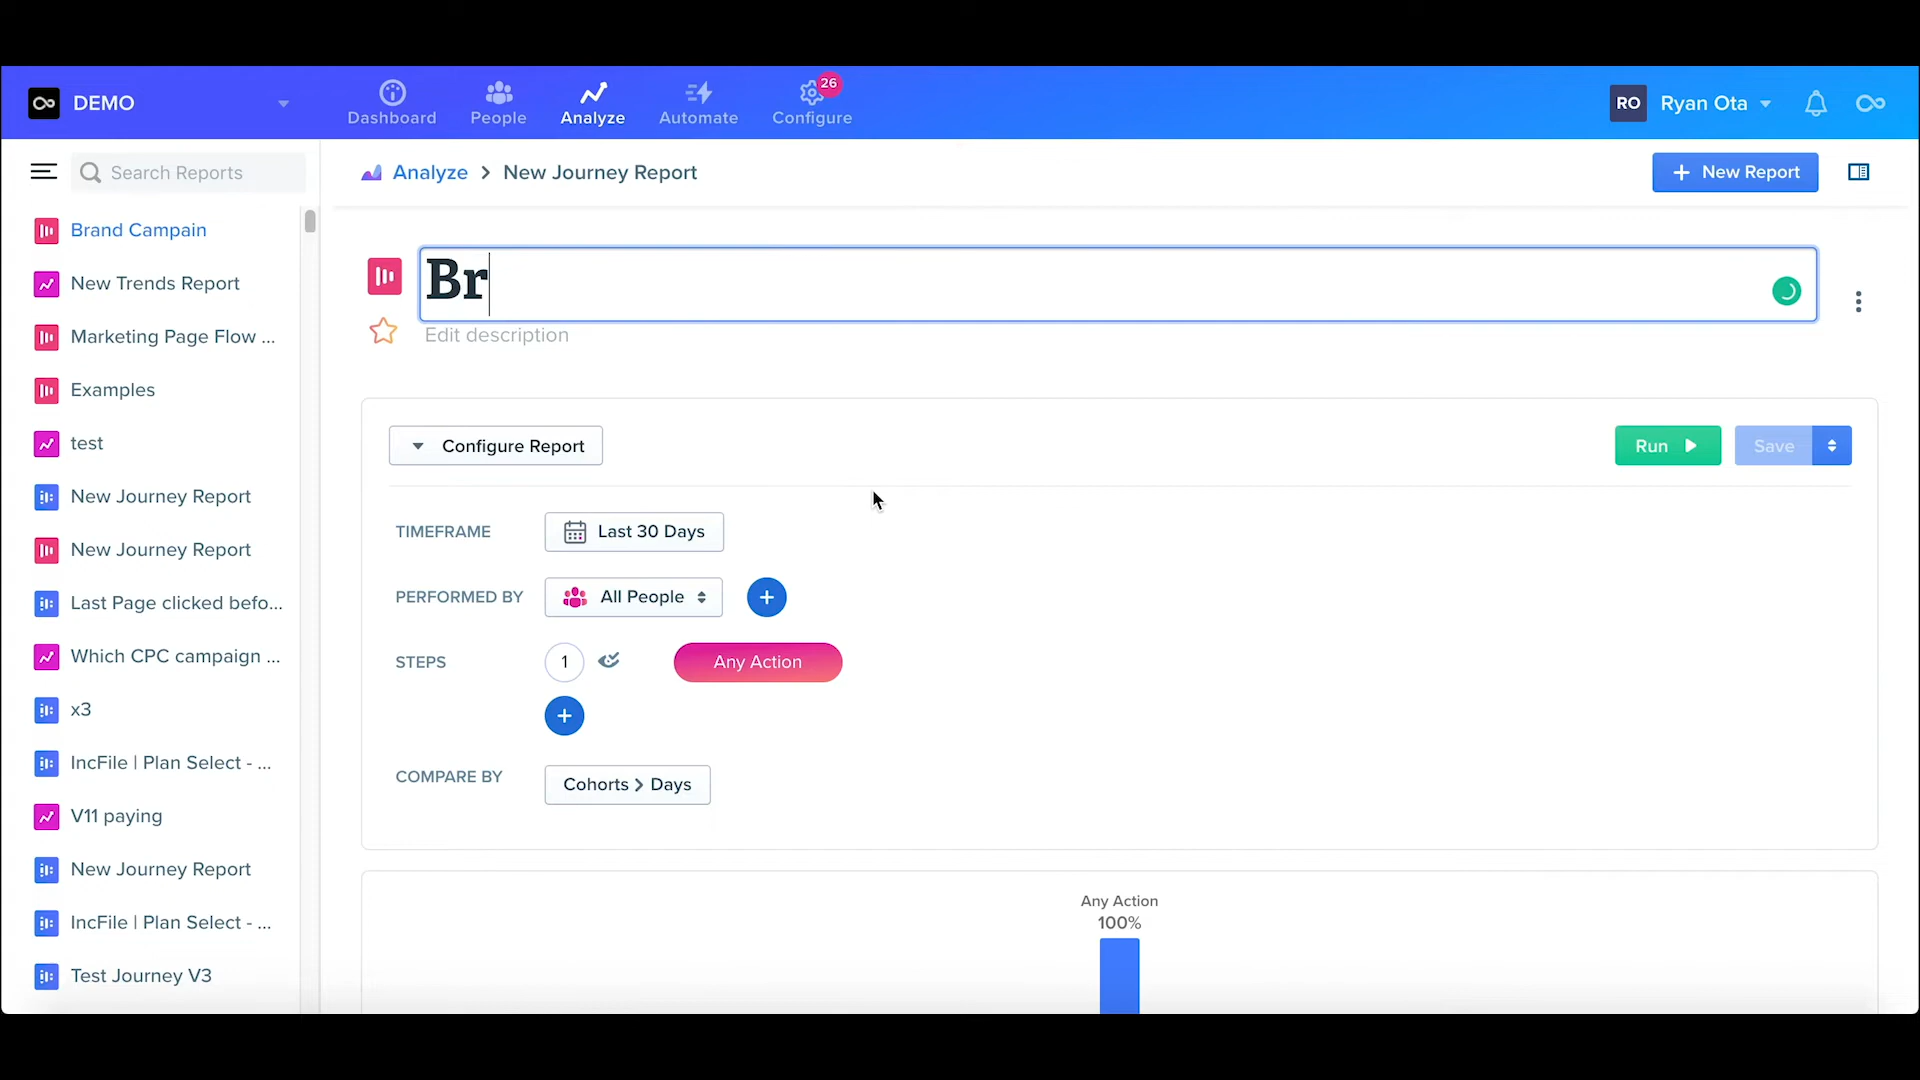 DEMO
Dashboard
People
Analyze
Automate
Configure
26
RO
Ryan Ota
Search Reports
Analyze > New Journey Report
+ New Report
Brand Campain
New Trends Report
Marketing Page Flow ...
Examples
test
New Journey Report
New Journey Report
Last Page clicked befo...
Which CPC campaign ...
x3
IncFile | Plan Select - ...
V11 paying
New Journey Report
IncFile | Plan Select - ...
Test Journey V3
Br
Edit description
Configure Report
Run
Save
TIMEFRAME
Last 30 Days
PERFORMED BY
All People
+
STEPS
1
Any Action
+
COMPARE BY
Cohorts > Days
Any Action
100%